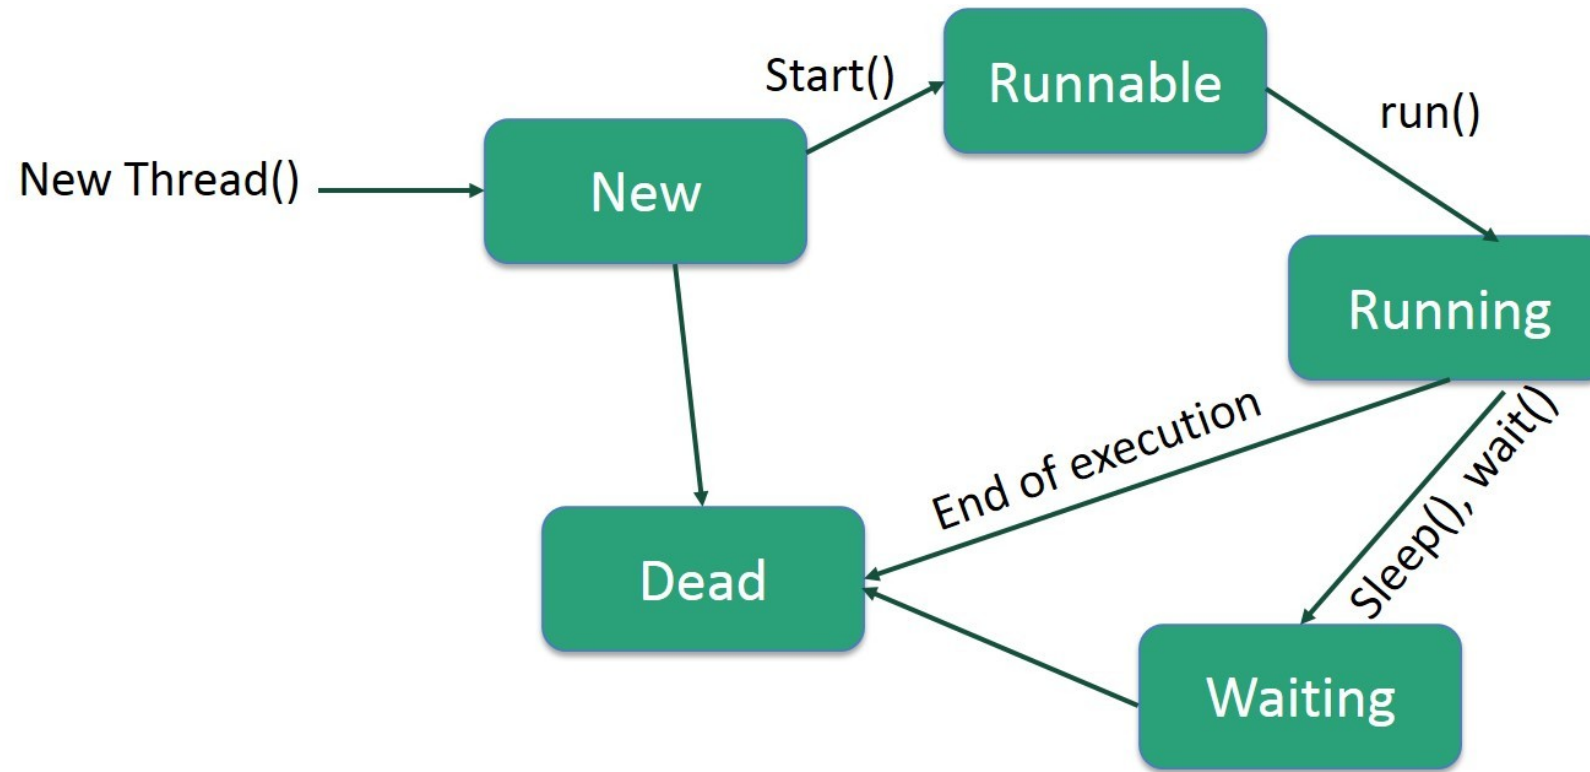 Start()
Runnable
run()
New Thread()
New
Running
End of execution
Sleep(), wait()
Dead
Waiting